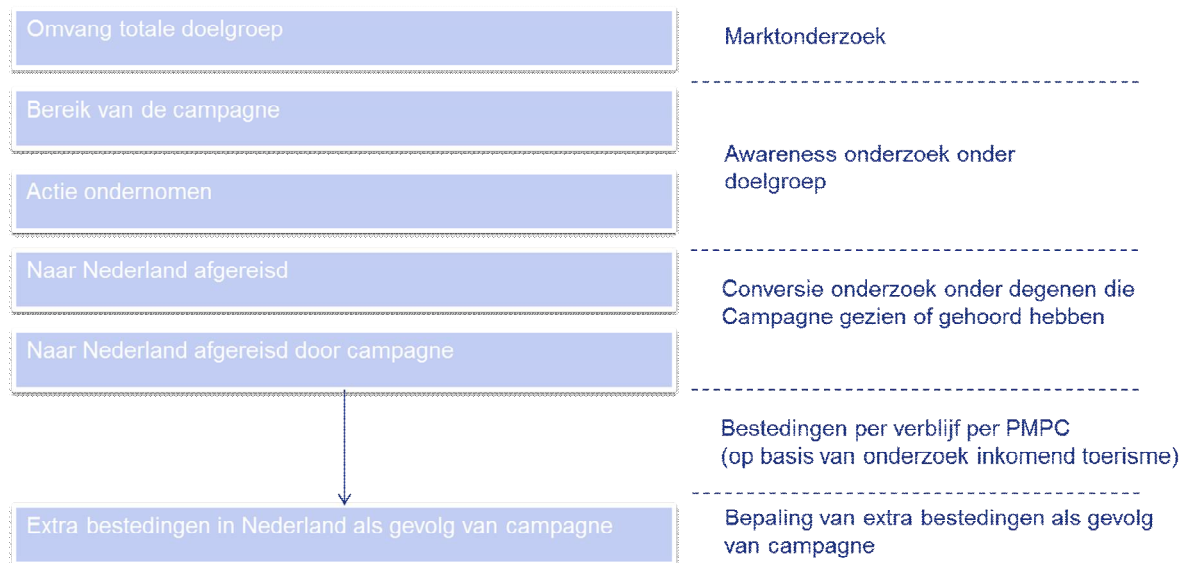 Omvang totale doelgroep
Marktonderzoek
Bereik van de campagne
Awareness onderzoek onder
doelgroep
Actie ondernomen
Naar Nederland afgereisd
Conversie onderzoek onder degenen die
Campagne gezien of gehoord hebben
Naar Nederland afgereisd door campagne
Bestedingen per verblijf per PMPC
(op basis van onderzoek inkomend toerisme)
Extra bestedingen in Nederland als gevolg van campagne
Bepaling van extra bestedingen als gevolg
van campagne